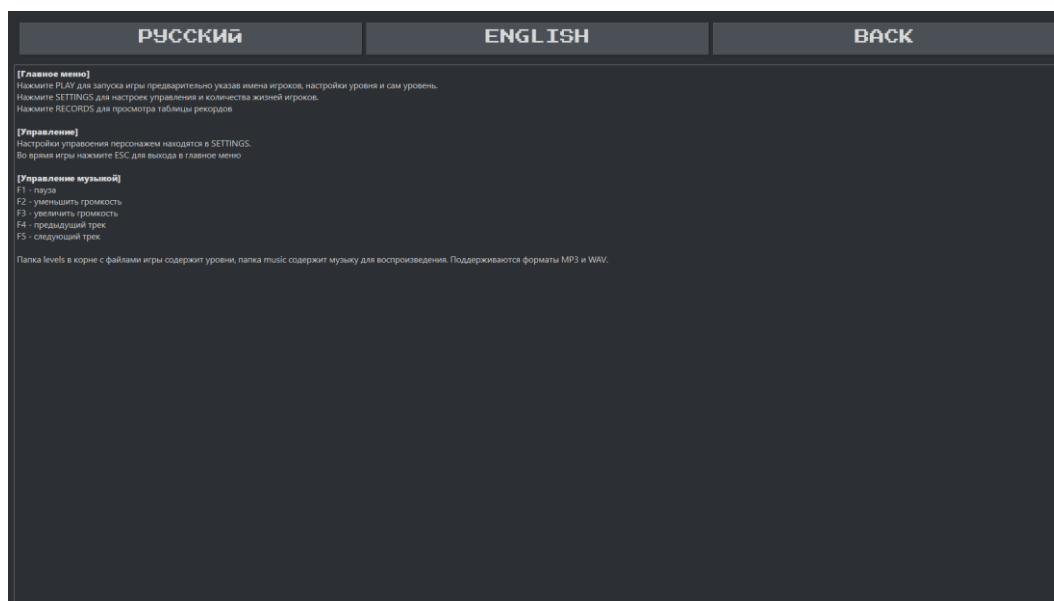 РУССКИЙ
ENGLISH
BACK
[Главное меню]
Нажмите PLAY для запуска игры предварительно указав имена игроков, настройки уровня и сам уровень.
Нажмите SETTINGS для настроек управления и количества жизней игроков.
Нажмите RECORDS для просмотра таблицы рекордов
[Управление]
Настройки управоения персонажем находятся в SETTINGS.
Во врямя игры нажмите ESC для выхода в главное меню
[Управление музыкой]
F1 - пауза
F2 - уменьшить громкость
F3 - увеличить громкость
F4 - предыдущий трек
F5 - следующий трек
Папка levels в корне с файлами игры содержит уровни, папка music содержит музыку для воспроизведения. Поддерживаются форматы MP3 и WAV.